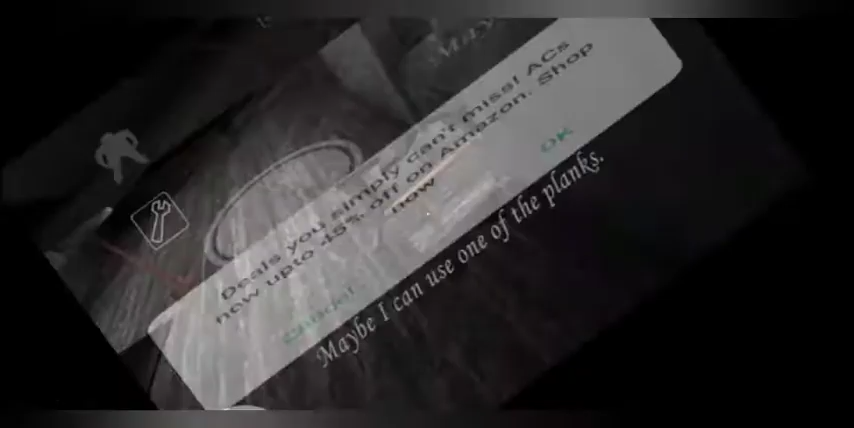 Deals you simply can't miss! ACs
now upto 45% off on Amazon. Shop
now
Cancel
OK
Maybe I can use one of the planks.